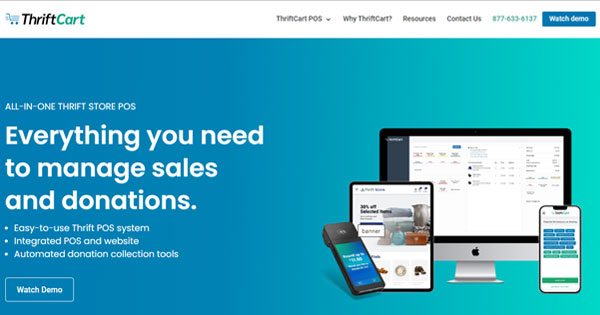 ThriftCart
ThriftCart POS
Why ThriftCart?
Resources
Contact Us
877-633-6137
Watch demo
ALL-IN-ONE THRIFT STORE POS
Everything you need
to manage sales
and donations.
Easy-to-use Thrift POS system
Integrated POS and website
Automated donation collection tools
Watch Demo
30% off
Selected Items
Banner
ThriftCart